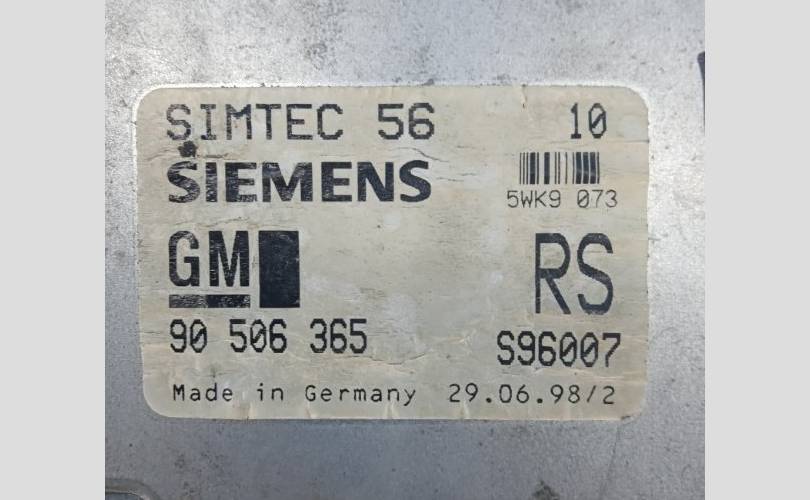 SIMTEC 56 10
SIEMENS
5WK9 073
GM RS
90 506 365 S96007
Made in Germany 29.06.98/2